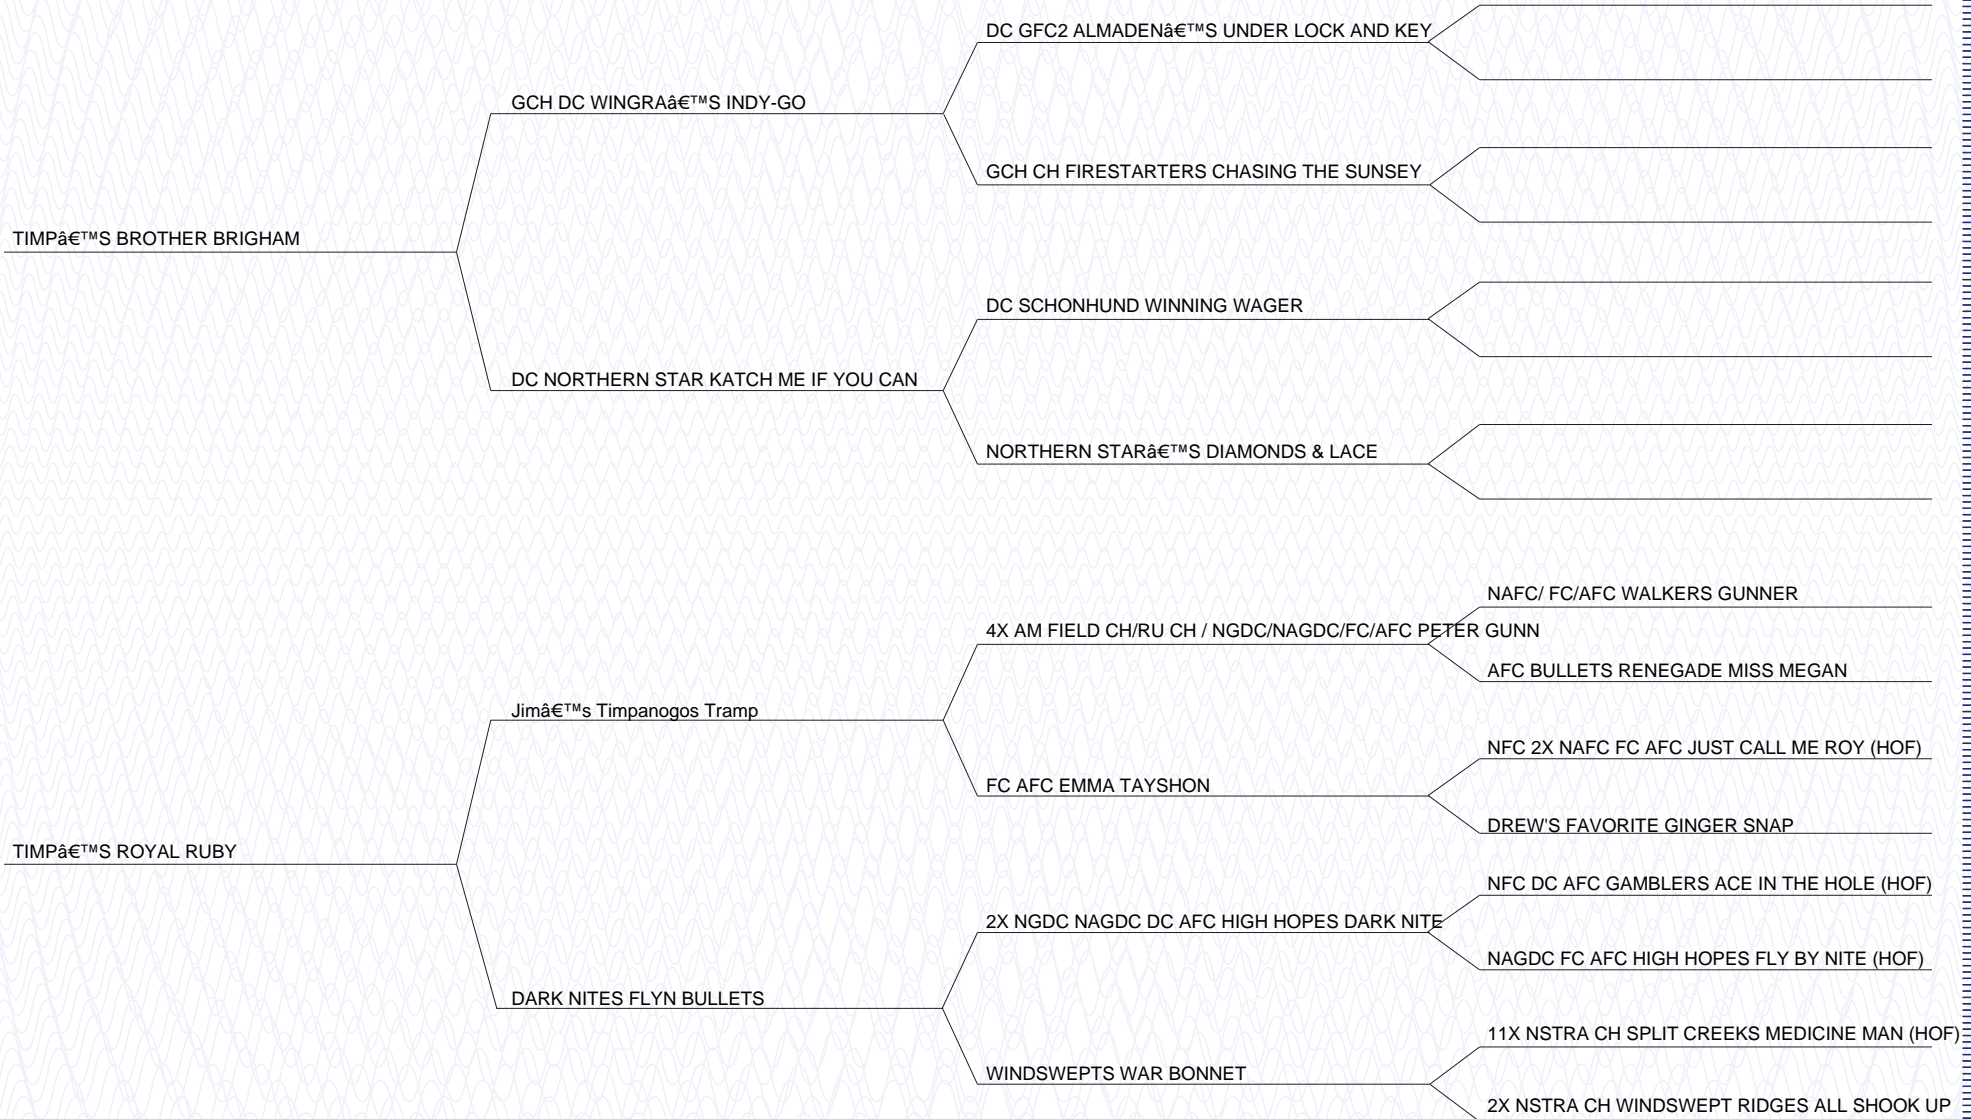 DC GFC2 ALMADENâ€™S UNDER LOCK AND KEY
GCH DC WINGRAâ€™S INDY-GO
GCH CH FIRESTARTERS CHASING THE SUNSEY
TIMPâ€™S BROTHER BRIGHAM
DC SCHONHUND WINNING WAGER
DC NORTHERN STAR KATCH ME IF YOU CAN
NORTHERN STARâ€™S DIAMONDS & LACE
NAFC/ FC/AFC WALKERS GUNNER
4X AM FIELD CH/RU CH / NGDC/NAGDC/FC/AFC PETER GUNN
AFC BULLETS RENEGADE MISS MEGAN
Jimâ€™s Timpanogos Tramp
NFC 2X NAFC FC AFC JUST CALL ME ROY (HOF)
FC AFC EMMA TAYSHON
DREW'S FAVORITE GINGER SNAP
TIMPâ€™S ROYAL RUBY
NFC DC AFC GAMBLERS ACE IN THE HOLE (HOF)
2X NGDC NAGDC DC AFC HIGH HOPES DARK NITE
NAGDC FC AFC HIGH HOPES FLY BY NITE (HOF)
DARK NITES FLYN BULLETS
11X NSTRA CH SPLIT CREEKS MEDICINE MAN (HOF)
WINDSWEPTS WAR BONNET
2X NSTRA CH WINDSWEPT RIDGES ALL SHOOK UP